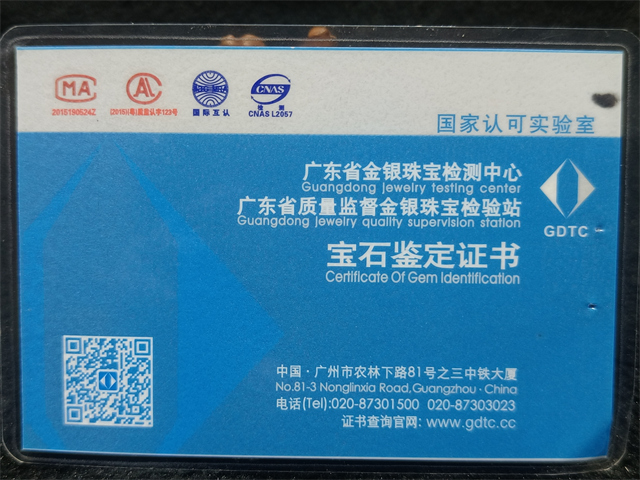 MA
2015190524Z
AL
(2015)(粤)质监认字123号
ilac-MRA
国际互认
CNAS
检测
CNAS L2057
国家认可实验室
广东省金银珠宝检测中心
Guangdong jewelry testing center
广东省质量监督金银珠宝检验站
Guangdong jewelry quality supervision station
GDTC
宝石鉴定证书
Certificate Of Gem Identification
中国·广州市农林下路81号之三中铁大厦
No.81-3 Nonglinxia Road,Guangzhou·China
电话(Tel):020-87301500 020-87303023
证书查询官网: www.gdtc.cc